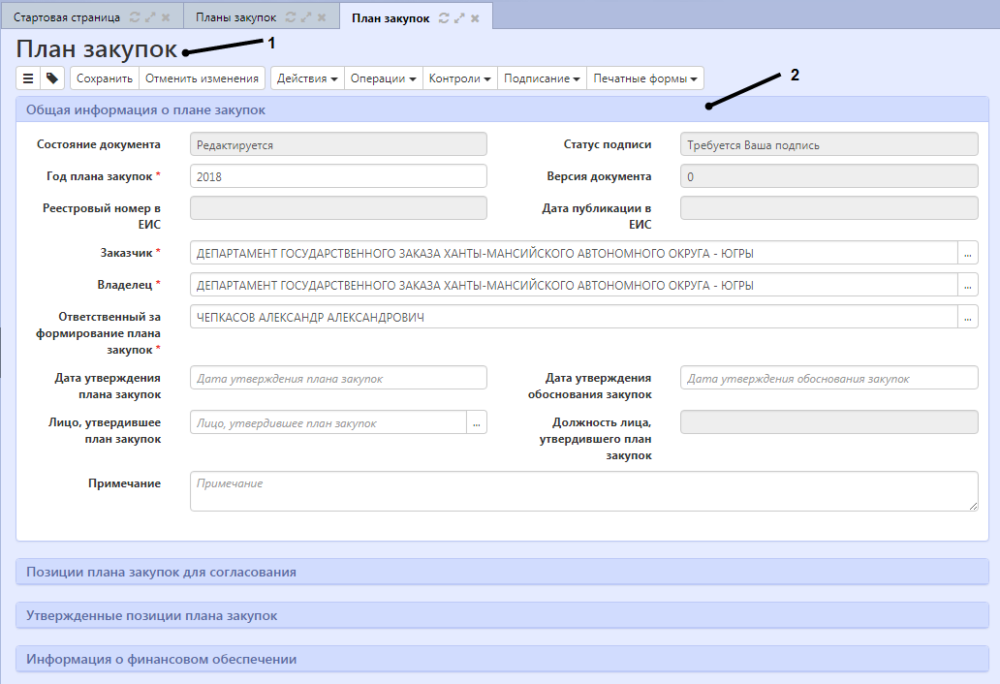 Стартовая страница Планы закупок План закупок
План закупок 1
Сохранить Отменить изменения Действия Операции Контроли Подписание Печатные формы 2
Общая информация о плане закупок
Состояние документа Редактируется Статус подписи Требуется Ваша подпись
Год плана закупок * 2018 Версия документа 0
Реестровый номер в Дата публикации в
ЕИС ЕИС
Заказчик * ДЕПАРТАМЕНТ ГОСУДАРСТВЕННОГО ЗАКАЗА ХАНТЫ-МАНСИЙСКОГО АВТОНОМНОГО ОКРУГА - ЮГРЫ ...
Владелец * ДЕПАРТАМЕНТ ГОСУДАРСТВЕННОГО ЗАКАЗА ХАНТЫ-МАНСИЙСКОГО АВТОНОМНОГО ОКРУГА - ЮГРЫ ...
Ответственный за ЧЕПКАСОВ АЛЕКСАНДР АЛЕКСАНДРОВИЧ ...
формирование плана
закупок *
Дата утверждения Дата утверждения плана закупок Дата утверждения Дата утверждения обоснования закупок
плана закупок обоснования закупок
Лицо, утвердившее Лицо, утвердившее план закупок ... Должность лица,
план закупок утвердившего план
закупок
Примечание Примечание
Позиции плана закупок для согласования
Утвержденные позиции плана закупок
Информация о финансовом обеспечении